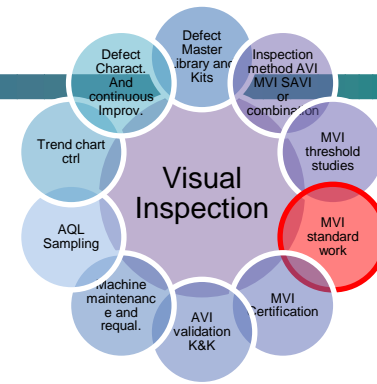 Defect
Master
Library and
Kits
Inspection
method AVI
MVI SAVI
or
combination
MVI
threshold
studies
MVI
standard
work
MVI
Certification
AVI
validation
K&K
Machine
maintenanc
e and
requal.
AQL
Sampling
Trend chart
ctrl
Defect
Charact.
And
continuous
Improv.
Visual
Inspection